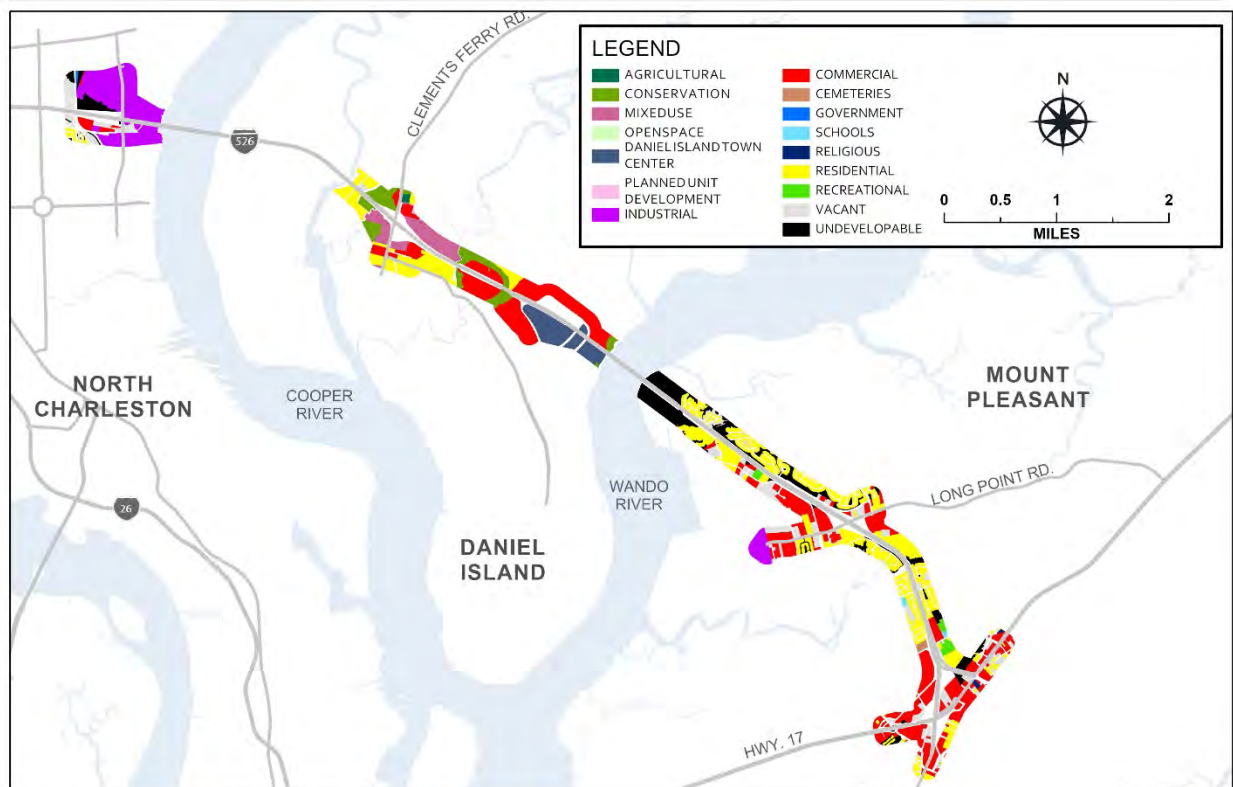 CLEMENTS FERRY RD.
526
NORTH
CHARLESTON
COOPER
RIVER
26
DANIEL
ISLAND
WANDO
RIVER
MOUNT
PLEASANT
LONG POINT RD.
HWY. 17
LEGEND
AGRICULTURAL
CONSERVATION
MIXEDUSE
OPENSPACE
DANIELISLANDTOWN
CENTER
PLANNEDUNIT
DEVELOPMENT
INDUSTRIAL
COMMERCIAL
CEMETERIES
GOVERNMENT
SCHOOLS
RELIGIOUS
RESIDENTIAL
RECREATIONAL
VACANT
UNDEVELOPABLE
N
0 0.5 1 2
MILES